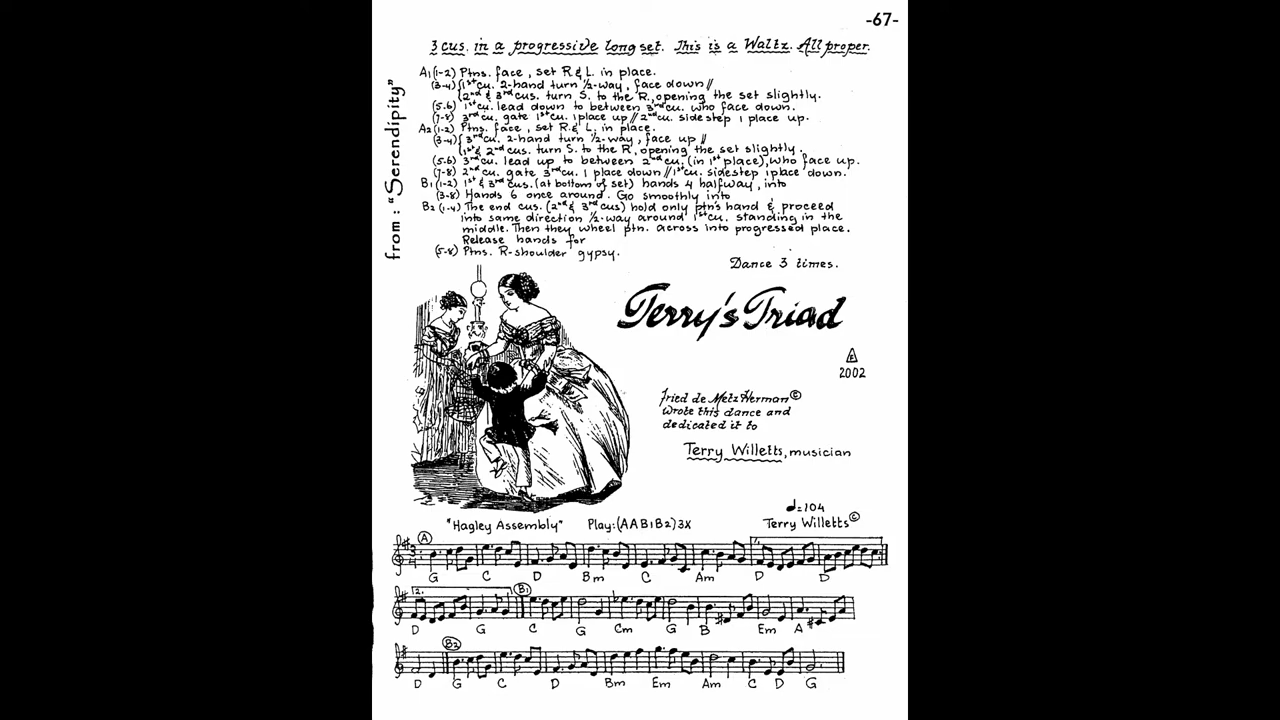 -67-
3 cus. in a progressive long set. This is a Waltz. All proper.
from: "Serendipity"
A1 (1-2) Ptns. face, set R & L. in place.
(3-4) { 1st cu. 2-hand turn 1/2-way, face down //
{ 2nd & 3rd cus. turn S. to the R., opening the set slightly.
(5.6) 1st cu. lead down to between 3rd cu. who face down.
(7-8) 3rd cu. gate 1st cu. 1 place up // 2nd cu. sidestep 1 place up.
A2 (1-2) Ptns. face, set R. & L. in place.
(3-4) { 3rd cu. 2-hand turn 1/2-way, face up //
{ 1st & 2nd cus. turn S. to the R, opening the set slightly.
(5-6) 3rd cu. lead up to between 2nd cu. (in 1st place), who face up.
(7-8) 2nd cu. gate 3rd cu. 1 place down // 1st cu. sidestep 1 place down.
B1 (1-2) 1st & 3rd cus. (at bottom of set) hands 4 halfway, into
(3-8) Hands 6 once around. Go smoothly into
B2 (1-4) The end cus. (2nd & 3rd cus) hold only ptn's hand & proceed
into same direction 1/2-way around 1st cu. standing in the
middle. Then they wheel ptn. across into progressed place.
Release hands for
(5-8) Ptns. R-shoulder gypsy.
Dance 3 times.
Terry's Triad
F
2002
Fried de Metz Herman ©
wrote this dance and
dedicated it to
Terry Willetts, musician
"Hagley Assembly" Play: (AAB1B2) 3X
♩=104
Terry Willetts ©
A 1.
G C D Bm C Am D D
2. B1
D G C G Cm G B Em A
B2
D G C D Bm Em Am C D G